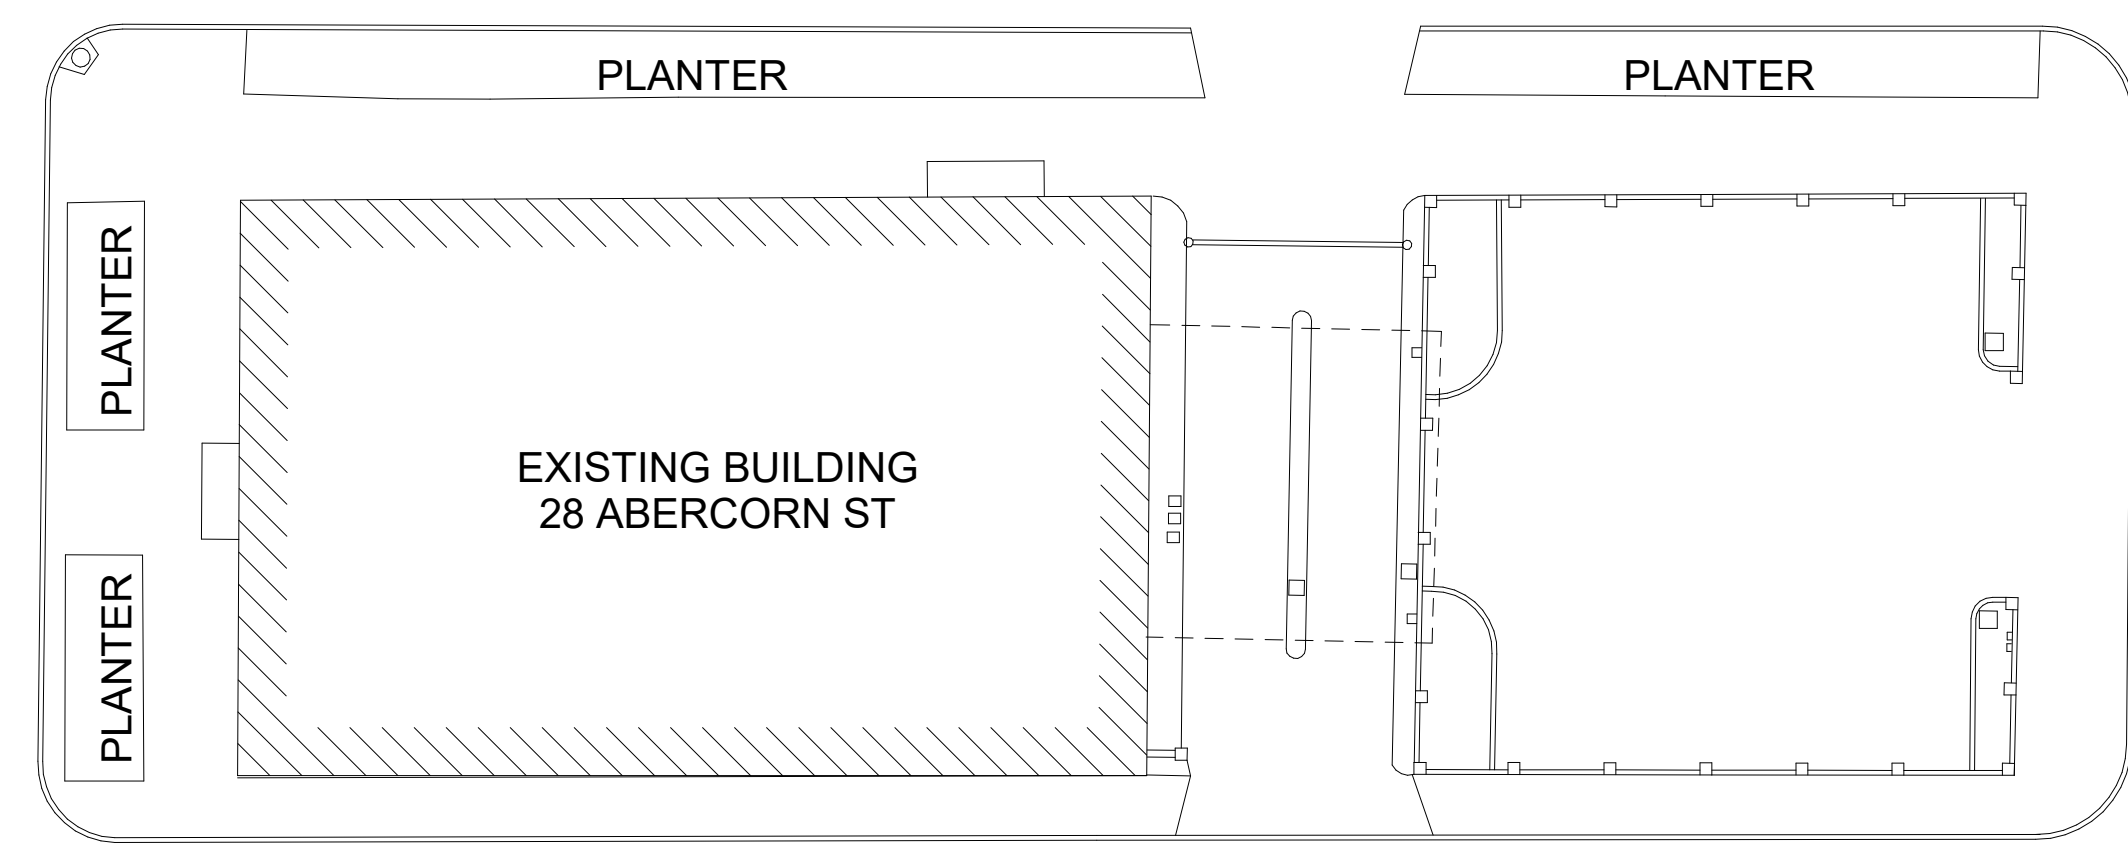 PLANTER
PLANTER
PLANTER
EXISTING BUILDING
28 ABERCORN ST
PLANTER